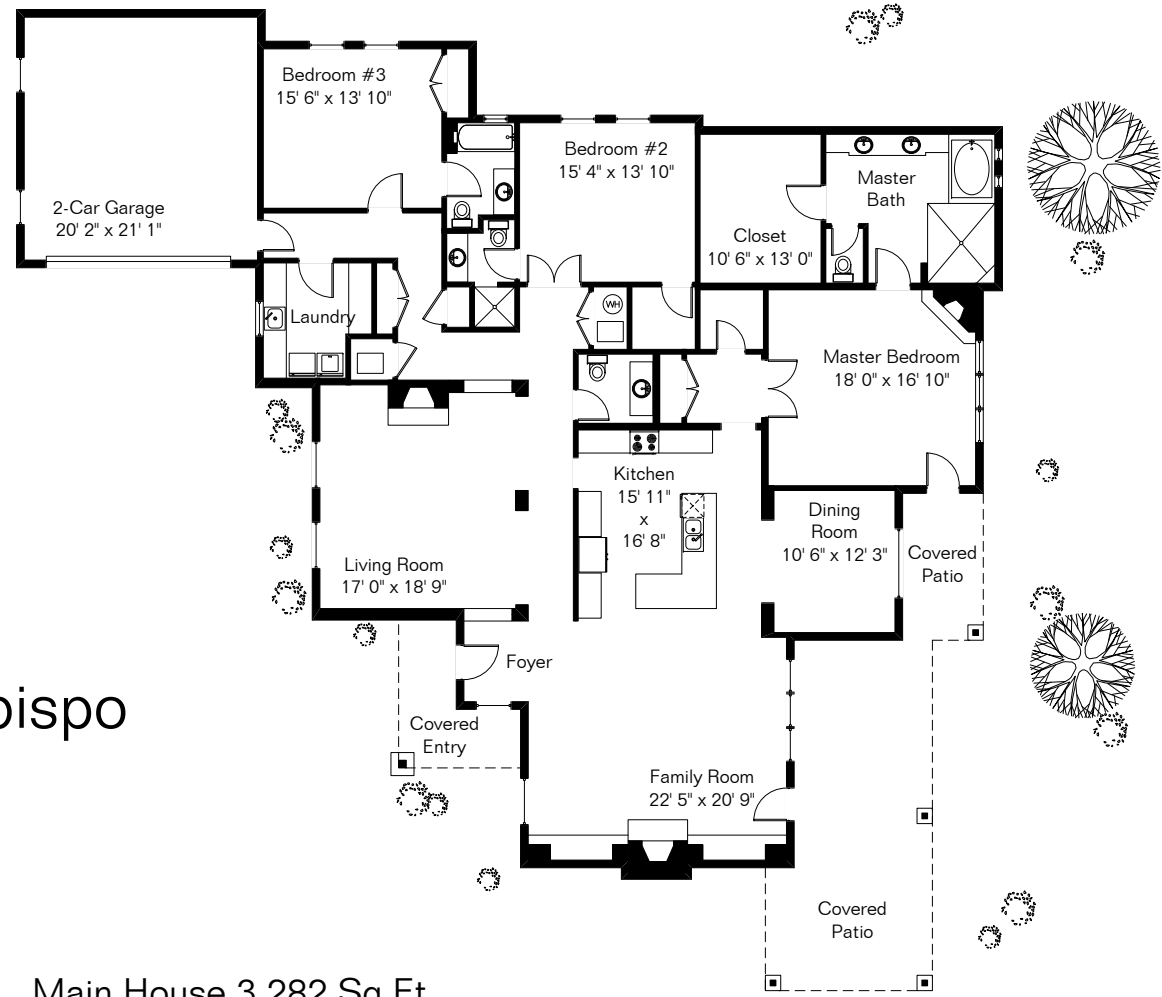 Bedroom #3
15' 6" x 13' 10"
Bedroom #2
15' 4" x 13' 10"
Master
Bath
2-Car Garage
20' 2" x 21' 1"
Closet
10' 6" x 13' 0"
WH
Laundry
Master Bedroom
18' 0" x 16' 10"
Kitchen
15' 11"
x
16' 8"
Dining
Room
10' 6" x 12' 3"
Covered
Patio
Living Room
17' 0" x 18' 9"
Foyer
Covered
Entry
Family Room
22' 5" x 20' 9"
Covered
Patio